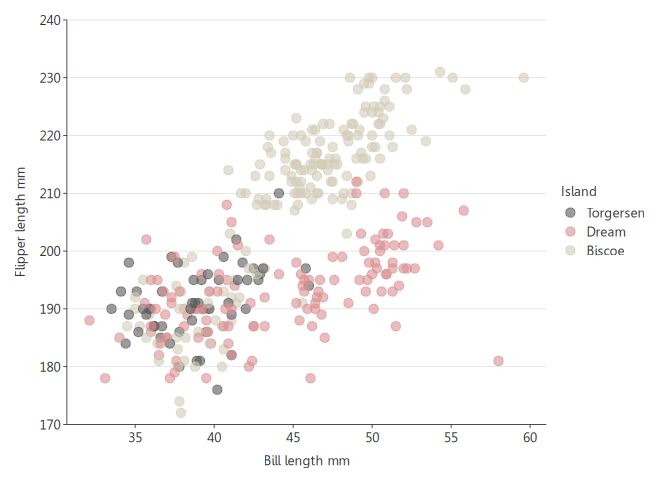 240
230
220
210
200
190
180
170
Flipper length mm
35
40
45
50
55
60
Bill length mm
Island
Torgersen
Dream
Biscoe